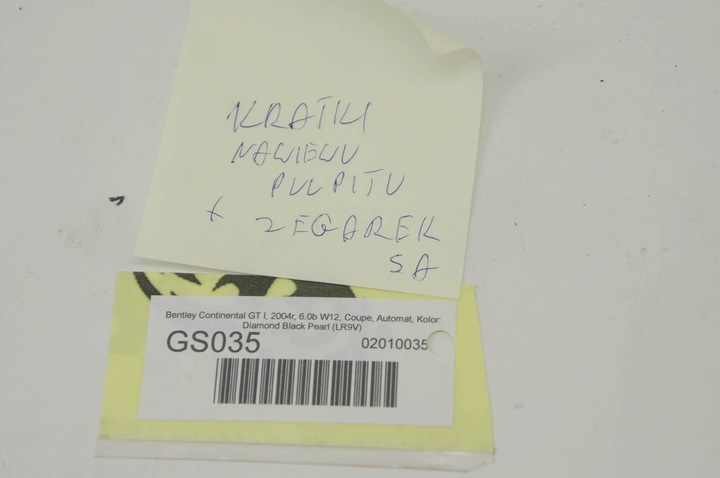 KRATKI
NAWIEWU
PULPITU
+ ZEGAREK
SA
Bentley Continental GT I, 2004r, 6.0b W12, Coupe, Automat, Kolor:
Diamond Black Pearl (LR9V)
GS035 02010035